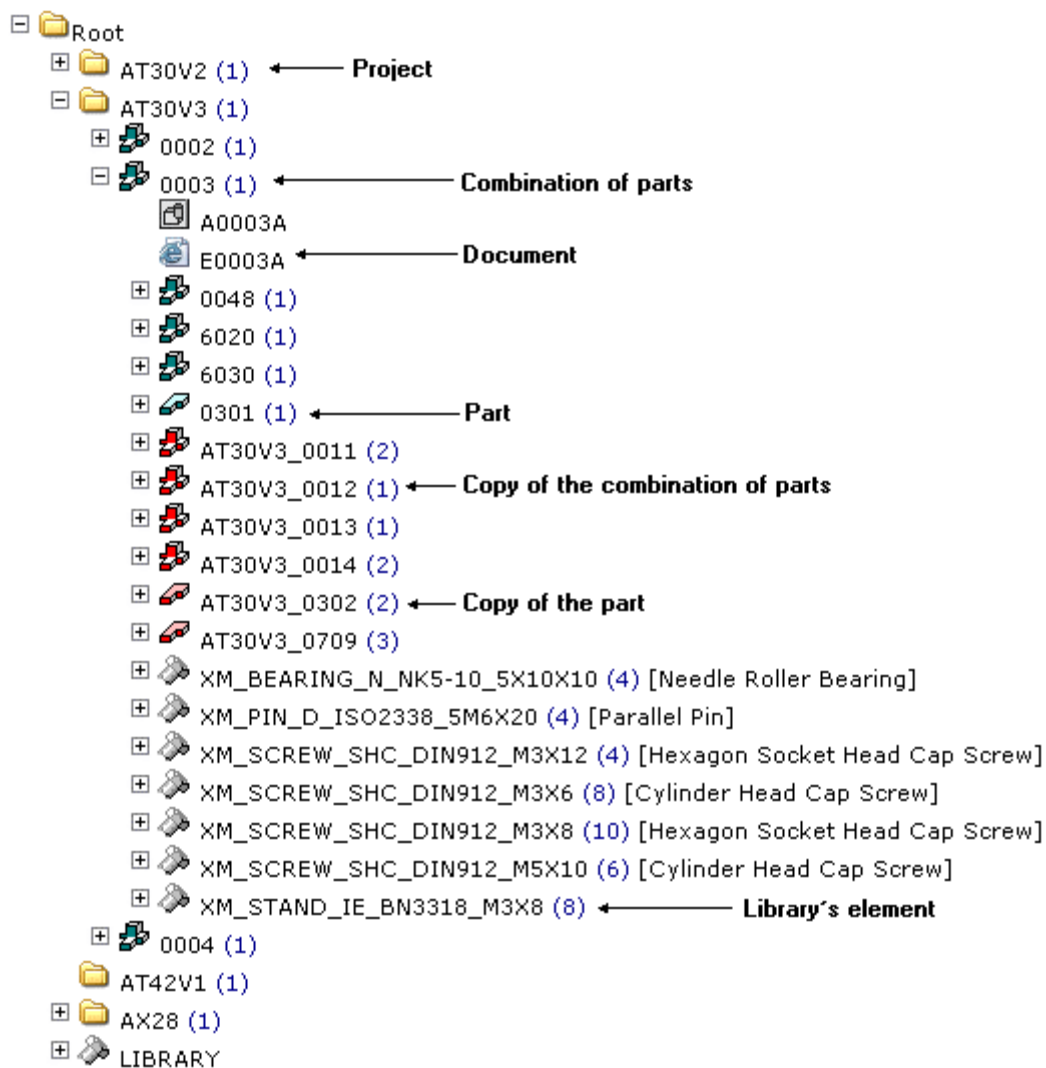 Root
AT30V2 (1) Project
AT30V3 (1)
0002 (1)
0003 (1) Combination of parts
A0003A
E0003A Document
0048 (1)
6020 (1)
6030 (1)
0301 (1) Part
AT30V3_0011 (2)
AT30V3_0012 (1) Copy of the combination of parts
AT30V3_0013 (1)
AT30V3_0014 (2)
AT30V3_0302 (2) Copy of the part
AT30V3_0709 (3)
XM_BEARING_N_NK5-10_5X10X10 (4) [Needle Roller Bearing]
XM_PIN_D_ISO2338_5M6X20 (4) [Parallel Pin]
XM_SCREW_SHC_DIN912_M3X12 (4) [Hexagon Socket Head Cap Screw]
XM_SCREW_SHC_DIN912_M3X6 (8) [Cylinder Head Cap Screw]
XM_SCREW_SHC_DIN912_M3X8 (10) [Hexagon Socket Head Cap Screw]
XM_SCREW_SHC_DIN912_M5X10 (6) [Cylinder Head Cap Screw]
XM_STAND_IE_BN3318_M3X8 (8) Library´s element
0004 (1)
AT42V1 (1)
AX28 (1)
LIBRARY